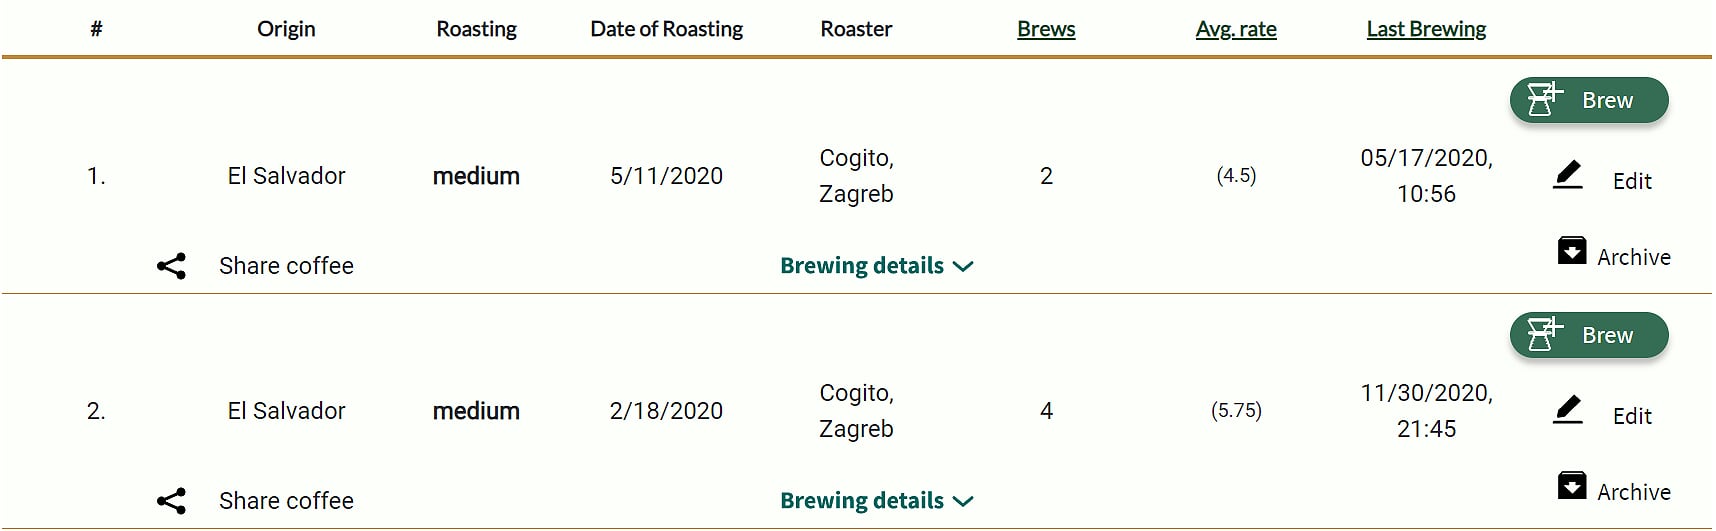 # Origin Roasting Date of Roasting Roaster Brews Avg. rate Last Brewing
Brew
1. El Salvador medium 5/11/2020 Cogito, Zagreb 2 (4.5) 05/17/2020, 10:56 Edit
Share coffee Brewing details Archive
Brew
2. El Salvador medium 2/18/2020 Cogito, Zagreb 4 (5.75) 11/30/2020, 21:45 Edit
Share coffee Brewing details Archive